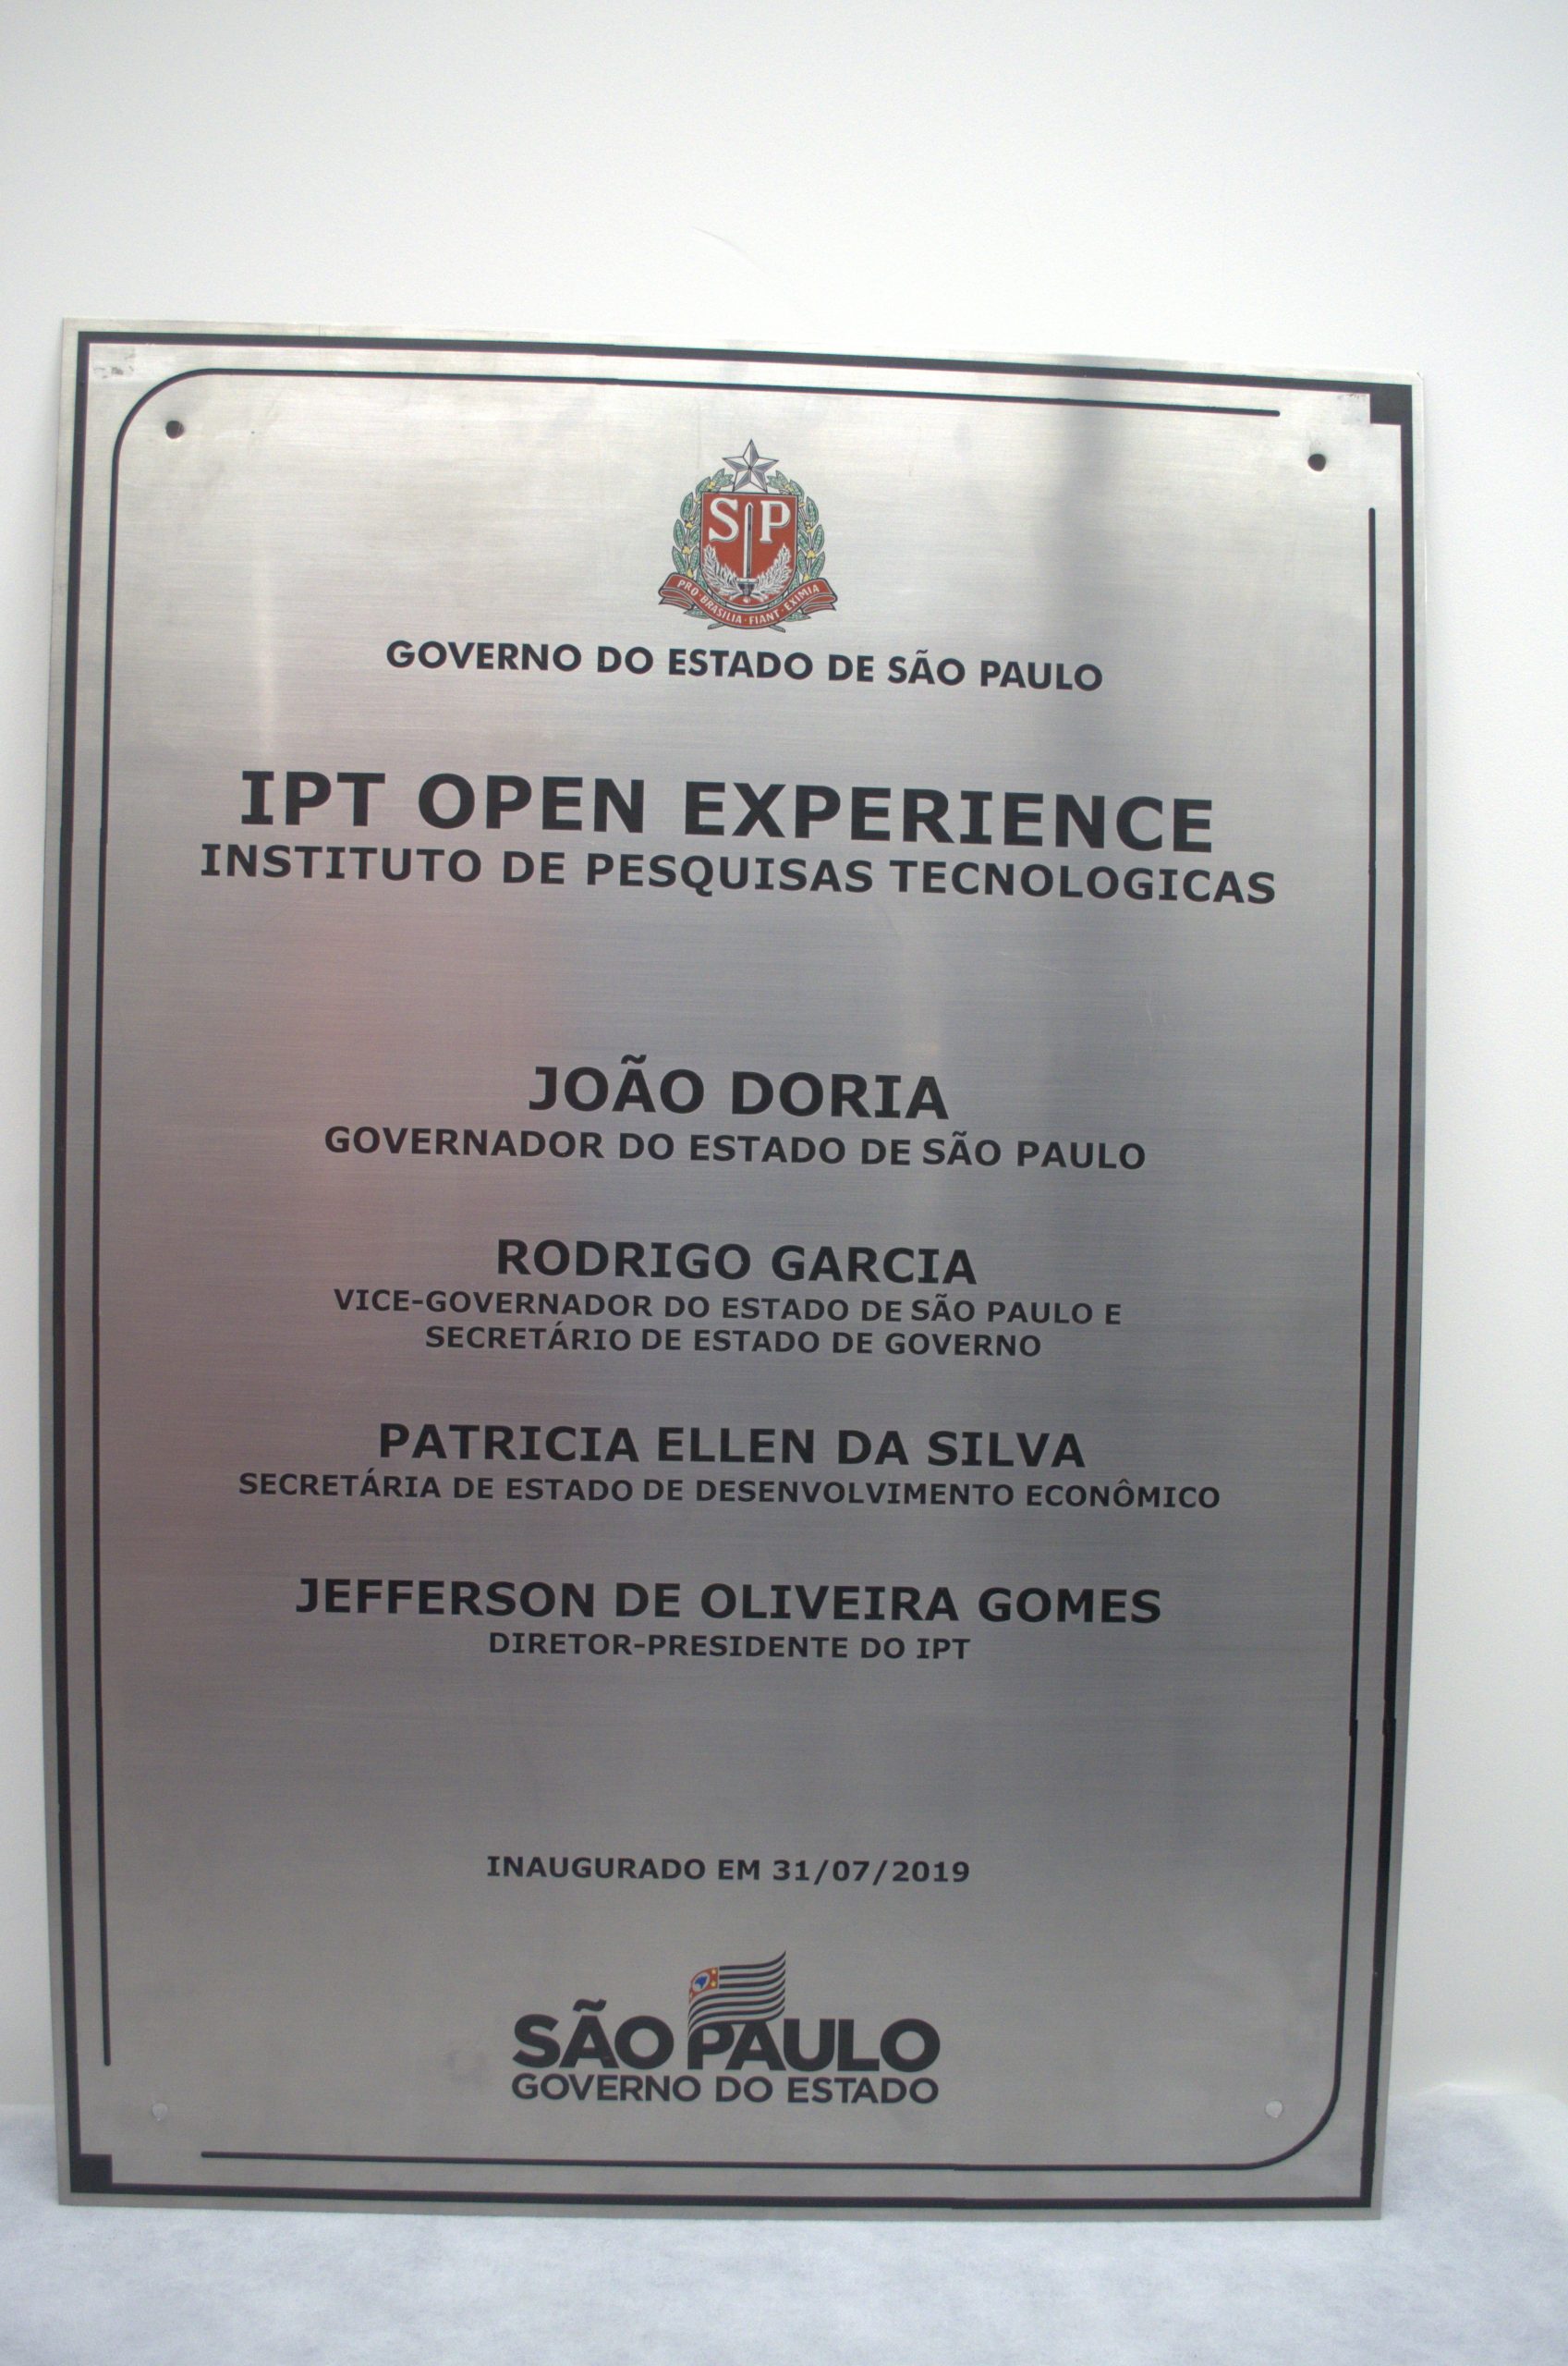 SP
PRO·BRASILIA·FIANT·EXIMIA
GOVERNO DO ESTADO DE SÃO PAULO
IPT OPEN EXPERIENCE
INSTITUTO DE PESQUISAS TECNOLOGICAS
JOÃO DORIA
GOVERNADOR DO ESTADO DE SÃO PAULO
RODRIGO GARCIA
VICE-GOVERNADOR DO ESTADO DE SÃO PAULO E
SECRETÁRIO DE ESTADO DE GOVERNO
PATRICIA ELLEN DA SILVA
SECRETÁRIA DE ESTADO DE DESENVOLVIMENTO ECONÔMICO
JEFFERSON DE OLIVEIRA GOMES
DIRETOR-PRESIDENTE DO IPT
INAUGURADO EM 31/07/2019
SÃO PAULO
GOVERNO DO ESTADO